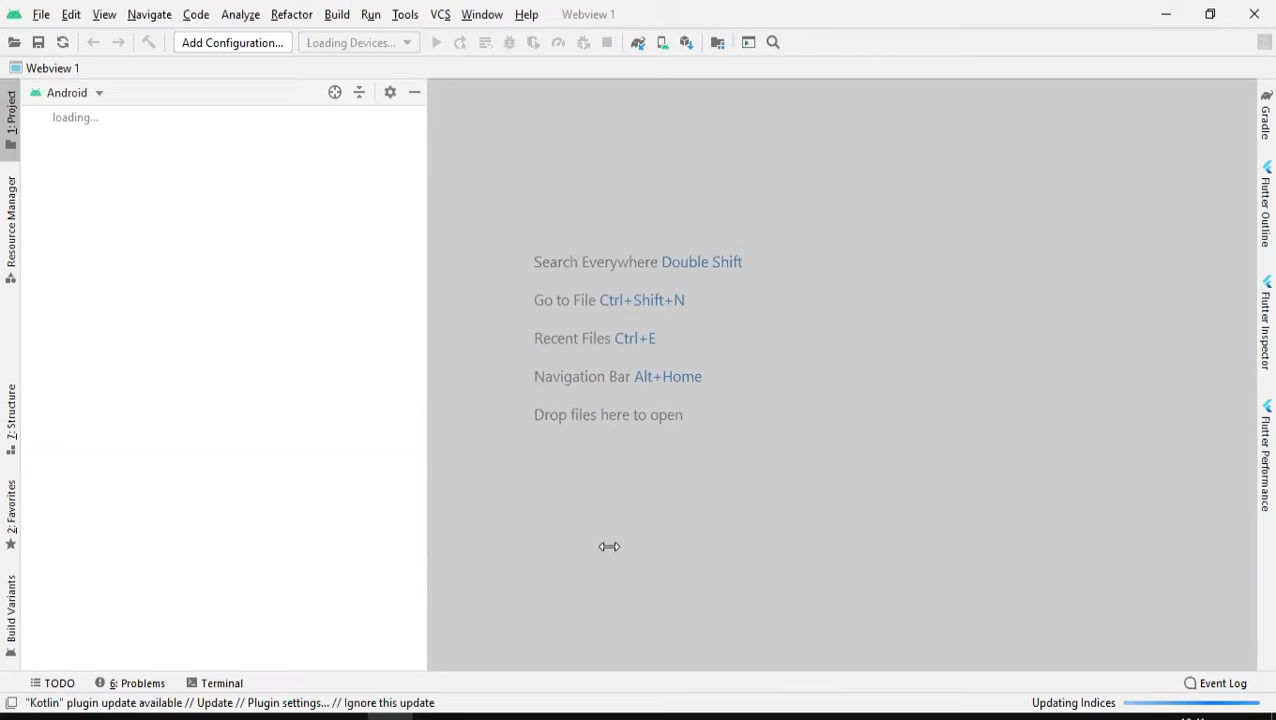 File Edit View Navigate Code Analyze Refactor Build Run Tools VCS Window Help Webview 1
Add Configuration... Loading Devices...
Webview 1
Android
loading...
1: Project
Resource Manager
Z: Structure
2: Favorites
Build Variants
Search Everywhere Double Shift
Go to File Ctrl+Shift+N
Recent Files Ctrl+E
Navigation Bar Alt+Home
Drop files here to open
Gradle
Flutter Outline
Flutter Inspector
Flutter Performance
TODO 6: Problems Terminal Event Log
"Kotlin" plugin update available // Update // Plugin settings... // Ignore this update Updating Indices